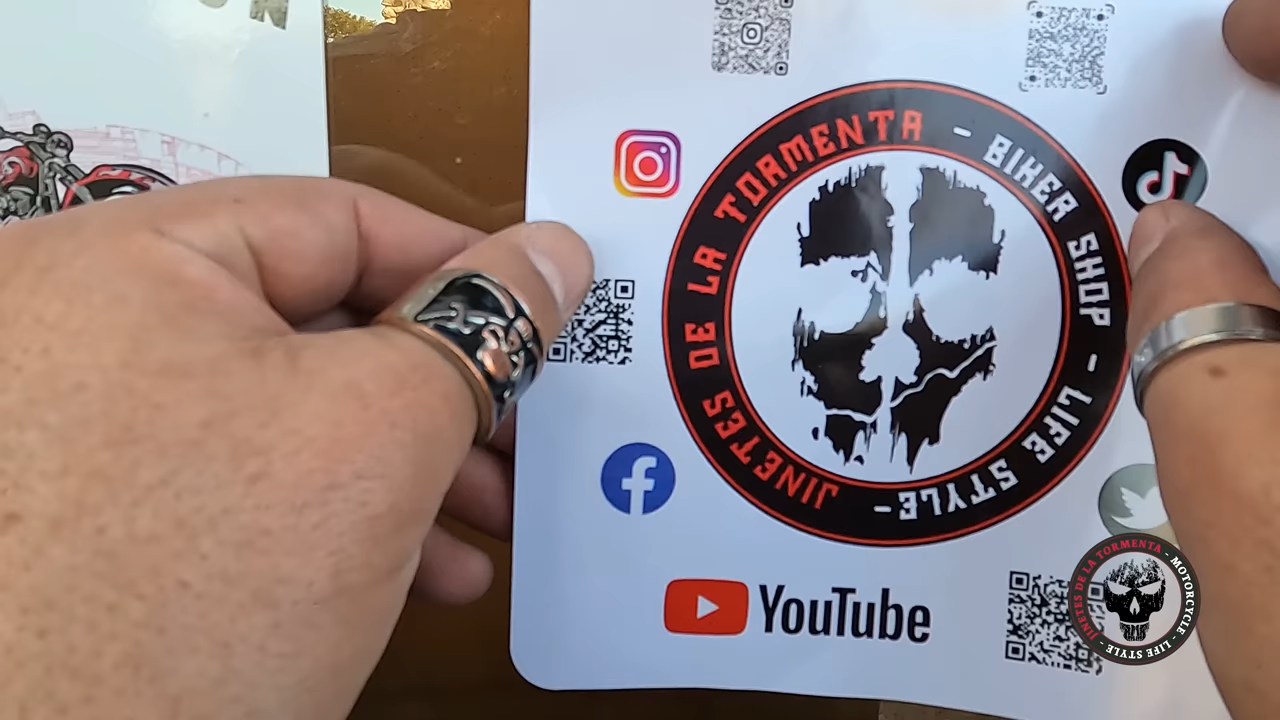 JINETES DE LA TORMENTA - BIKER SHOP - LIFE STYLE -
YouTube
JINETES DE LA TORMENTA - MOTORCYCLE - LIFE STYLE -